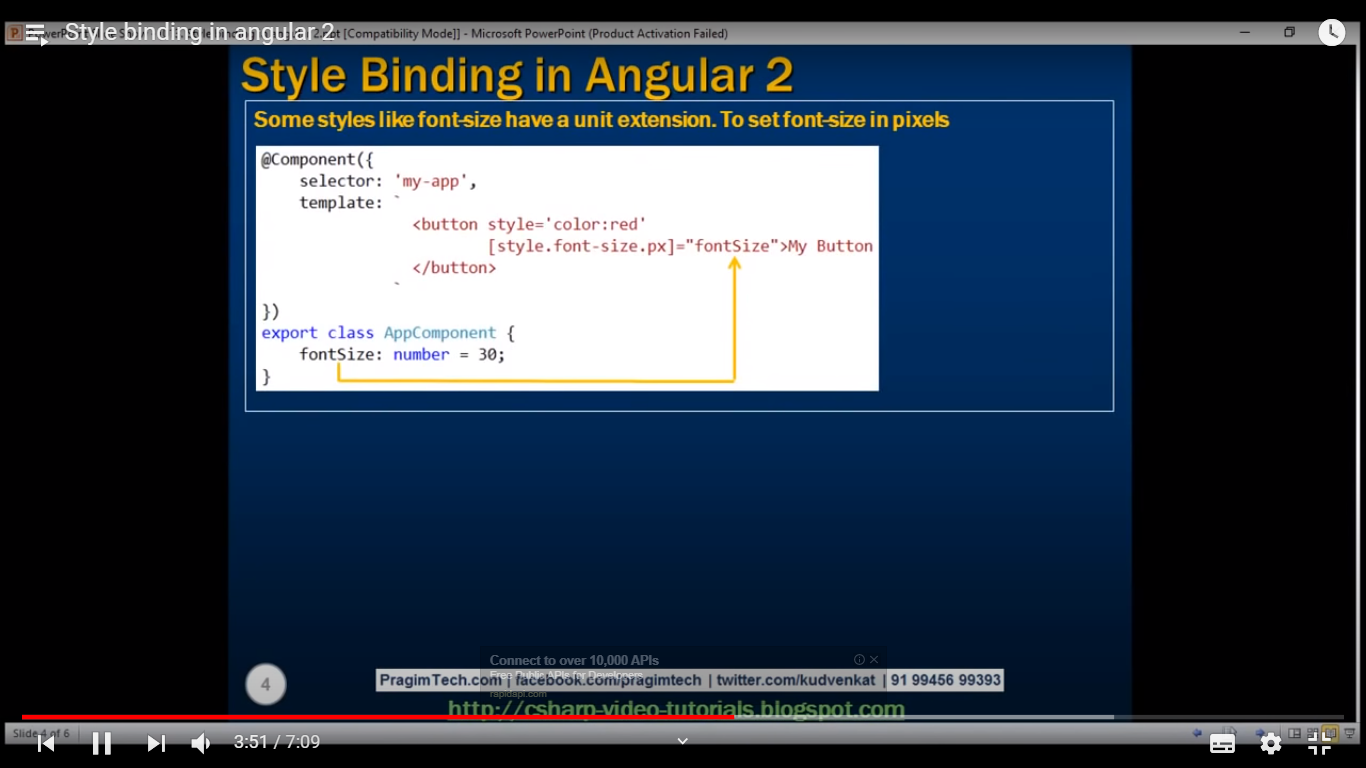 Style binding in angular 2
[Compatibility Mode]] - Microsoft PowerPoint (Product Activation Failed)
Style Binding in Angular 2
Some styles like font-size have a unit extension. To set font-size in pixels
@Component({
    selector: 'my-app',
    template: `
                <button style='color:red'
                        [style.font-size.px]="fontSize">My Button
                </button>
              `
})
export class AppComponent {
    fontSize: number = 30;
}
Connect to over 10,000 APIs
Free Public APIs for Developers
rapidapi.com
4
PragimTech.com | facebook.com/pragimtech | twitter.com/kudvenkat | 91 99456 99393
http://csharp-video-tutorials.blogspot.com
Slide 4 of 6
3:51 / 7:09